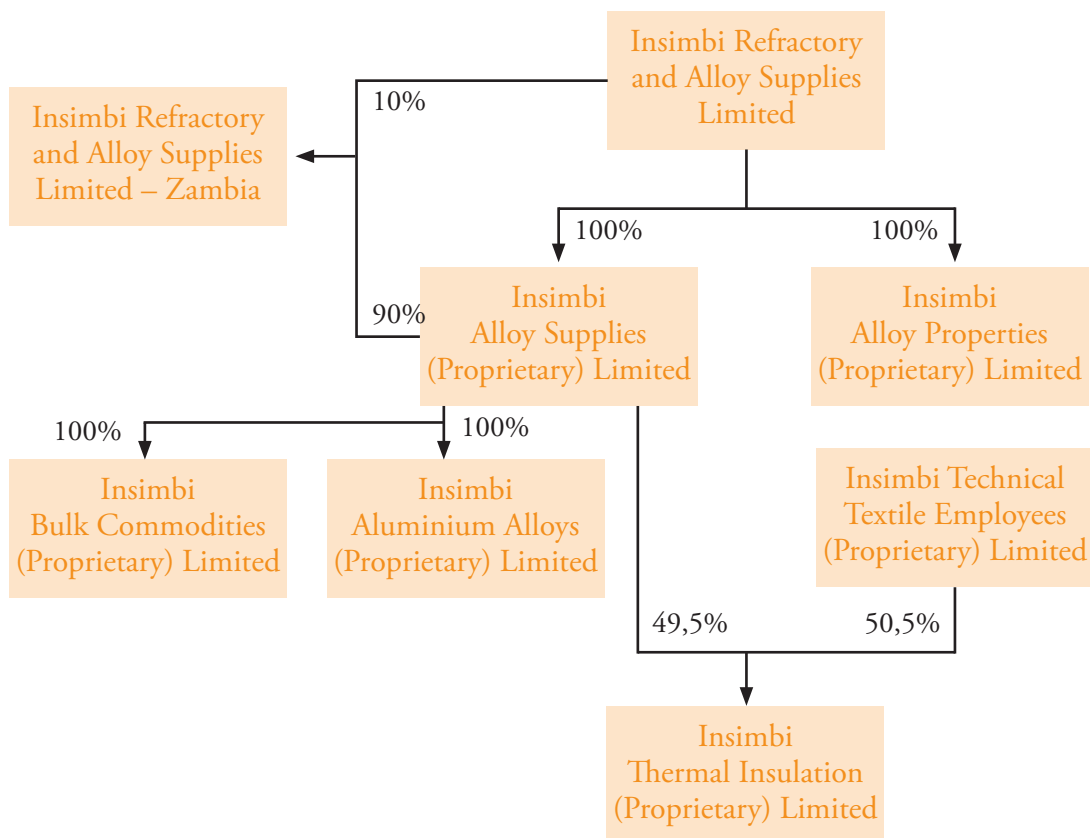 Insimbi Refractory
and Alloy Supplies
Limited
10%
Insimbi Refractory
and Alloy Supplies
Limited – Zambia
100%
100%
90%
Insimbi
Alloy Supplies
(Proprietary) Limited
Insimbi
Alloy Properties
(Proprietary) Limited
100%
100%
Insimbi
Bulk Commodities
(Proprietary) Limited
Insimbi
Aluminium Alloys
(Proprietary) Limited
Insimbi Technical
Textile Employees
(Proprietary) Limited
49,5%
50,5%
Insimbi
Thermal Insulation
(Proprietary) Limited